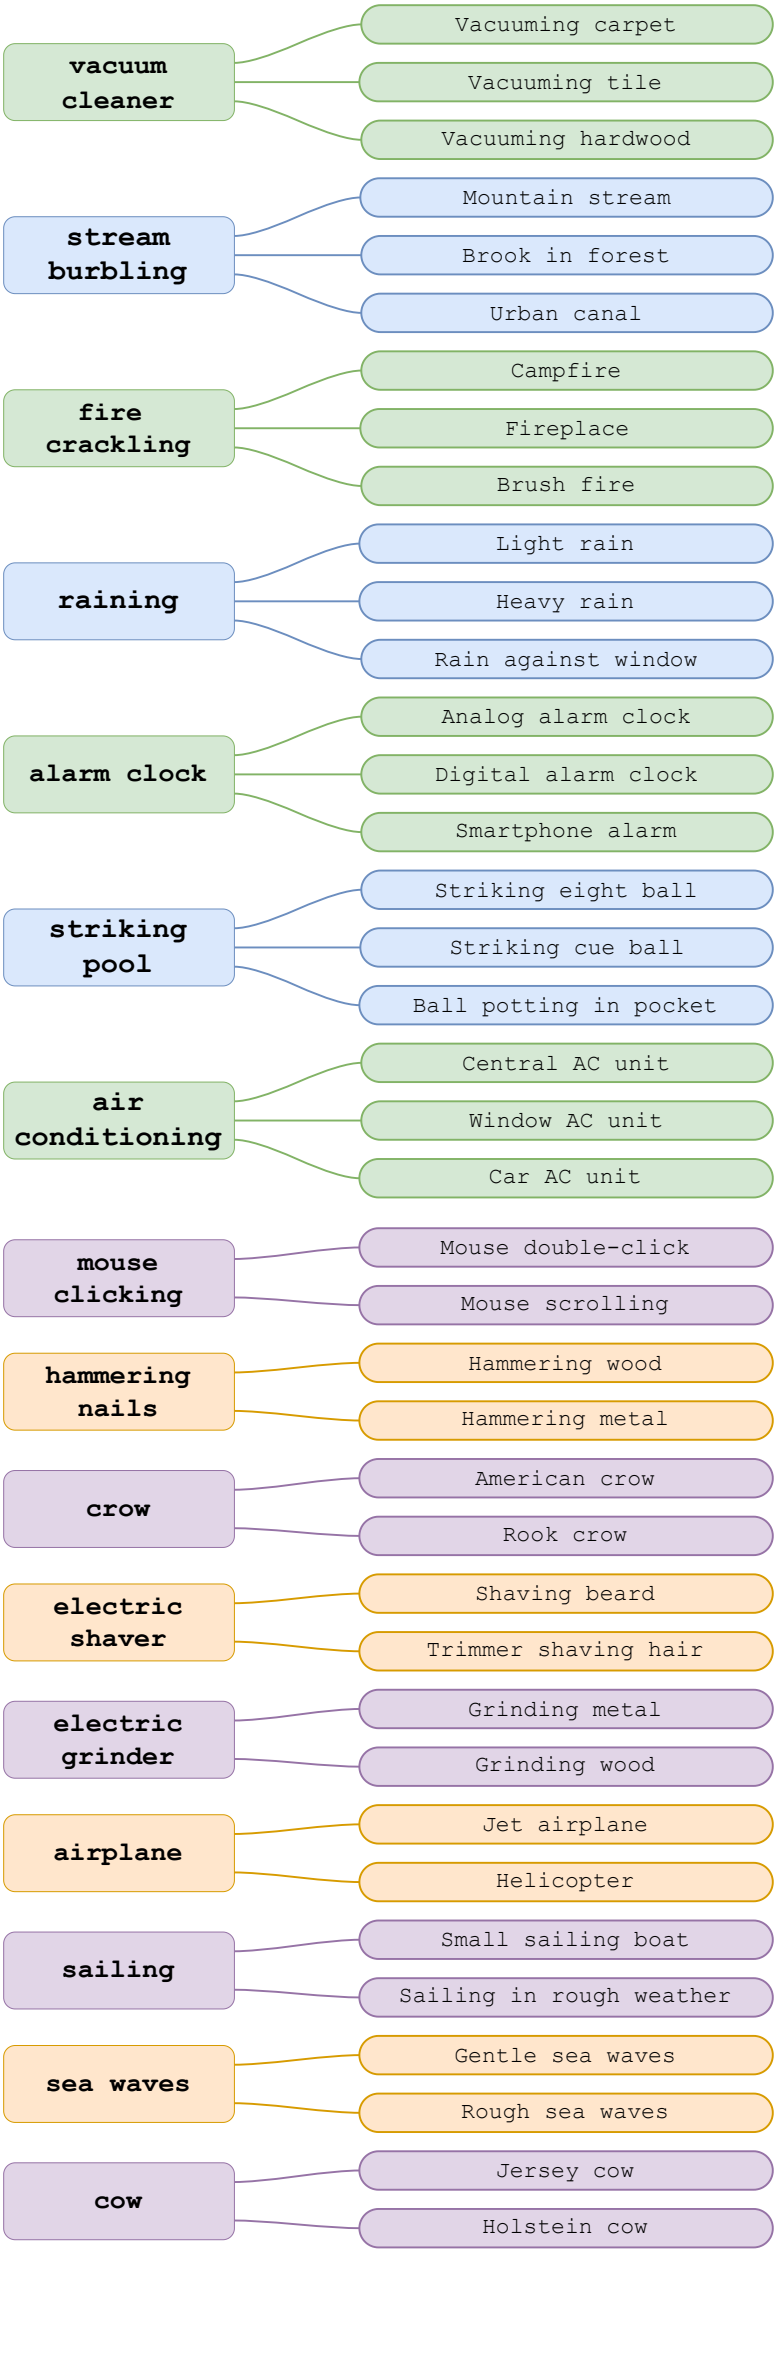 vacuum
cleaner
Vacuuming carpet
Vacuuming tile
Vacuuming hardwood
stream
burbling
Mountain stream
Brook in forest
Urban canal
fire
crackling
Campfire
Fireplace
Brush fire
raining
Light rain
Heavy rain
Rain against window
alarm clock
Analog alarm clock
Digital alarm clock
Smartphone alarm
striking
pool
Striking eight ball
Striking cue ball
Ball potting in pocket
air
conditioning
Central AC unit
Window AC unit
Car AC unit
mouse
clicking
Mouse double-click
Mouse scrolling
hammering
nails
Hammering wood
Hammering metal
crow
American crow
Rook crow
electric
shaver
Shaving beard
Trimmer shaving hair
electric
grinder
Grinding metal
Grinding wood
airplane
Jet airplane
Helicopter
sailing
Small sailing boat
Sailing in rough weather
sea waves
Gentle sea waves
Rough sea waves
cow
Jersey cow
Holstein cow